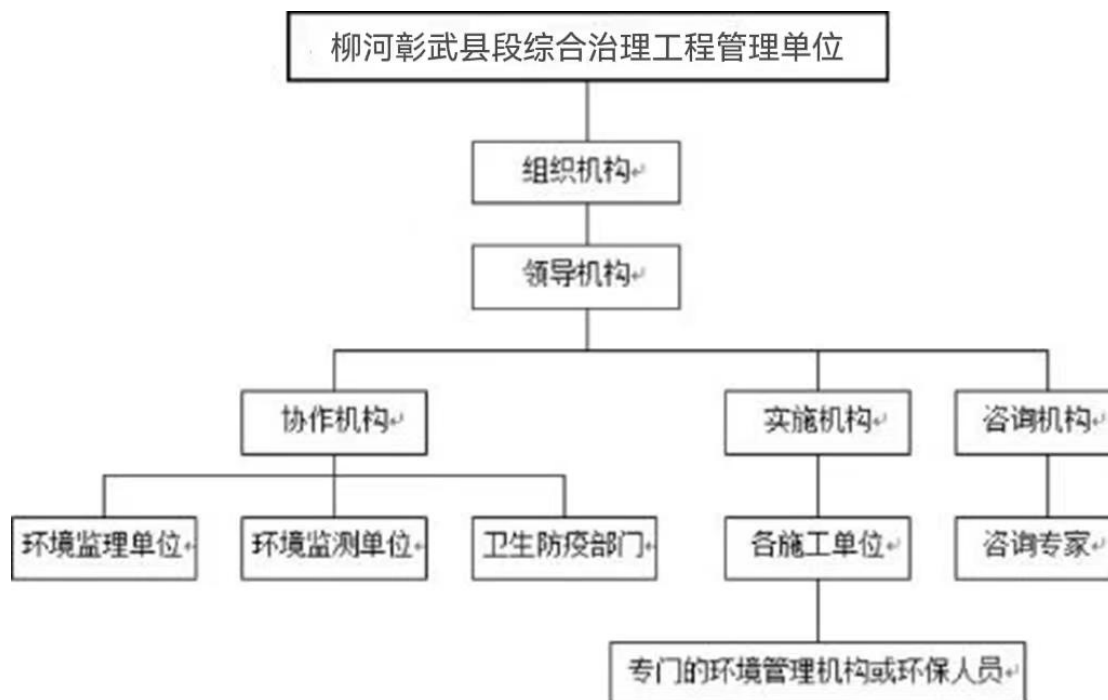 柳河彰武县段综合治理工程管理单位
组织机构
领导机构
协作机构
实施机构
咨询机构
环境监理单位
环境监测单位
卫生防疫部门
各施工单位
咨询专家
专门的环境管理机构或环保人员